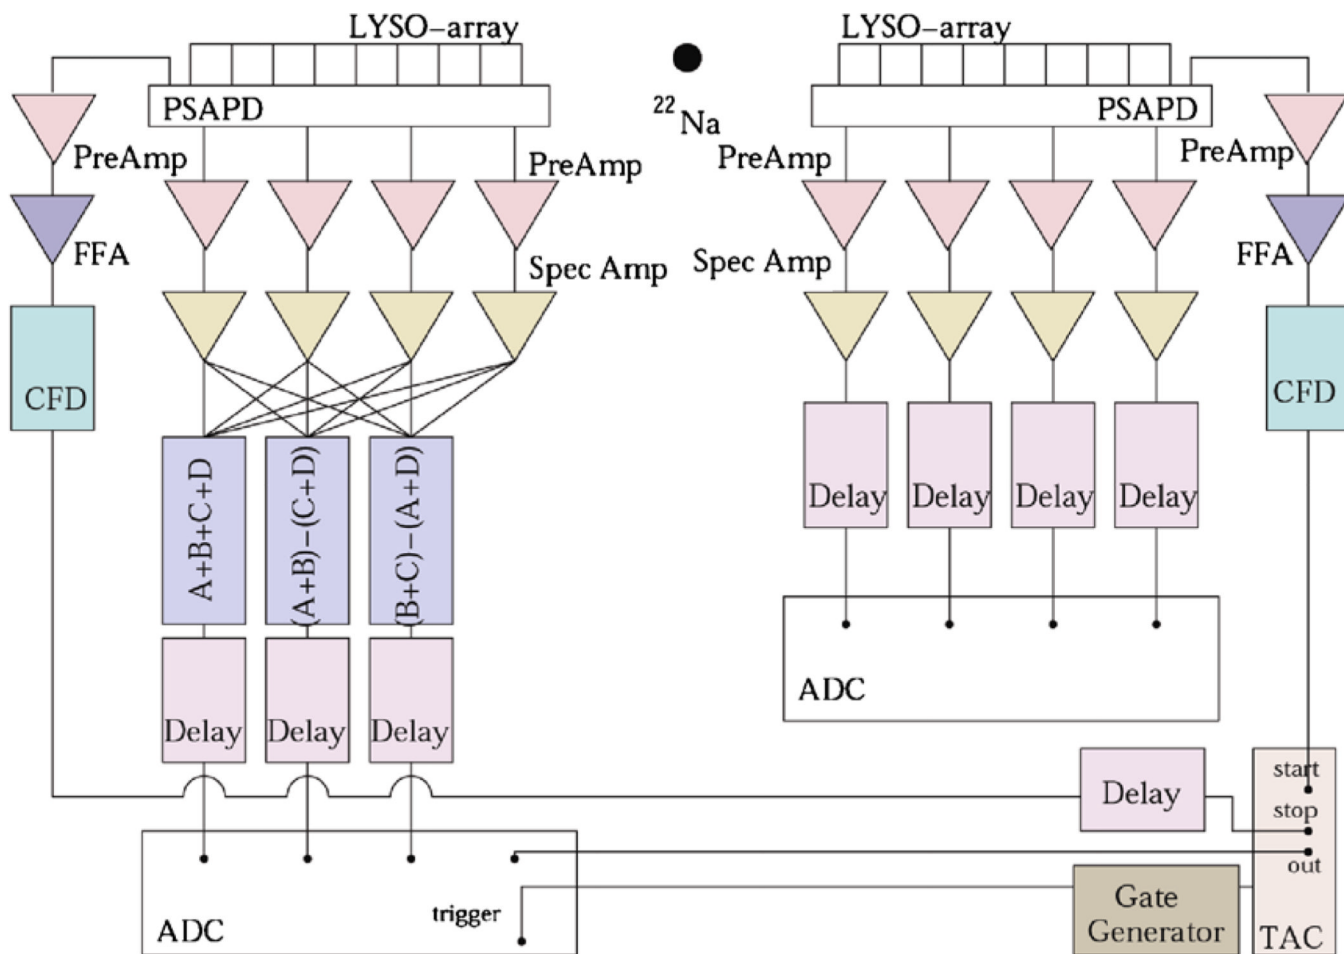 LYSO–array
LYSO–array
PSAPD
²²Na
PSAPD
PreAmp
PreAmp
PreAmp
PreAmp
FFA
Spec Amp
Spec Amp
FFA
CFD
CFD
A+B+C+D
(A+B)–(C+D)
(B+C)–(A+D)
Delay
Delay
Delay
Delay
ADC
Delay
Delay
Delay
start
Delay
stop
out
trigger
Gate
Generator
ADC
TAC